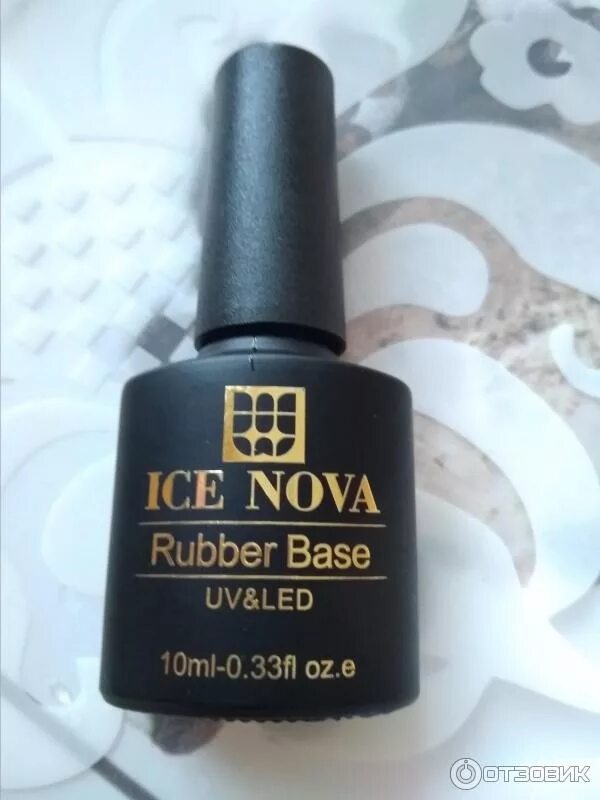 ICE NOVA
Rubber Base
UV&LED
10ml-0.33fl oz.e
ОТЗОВИК